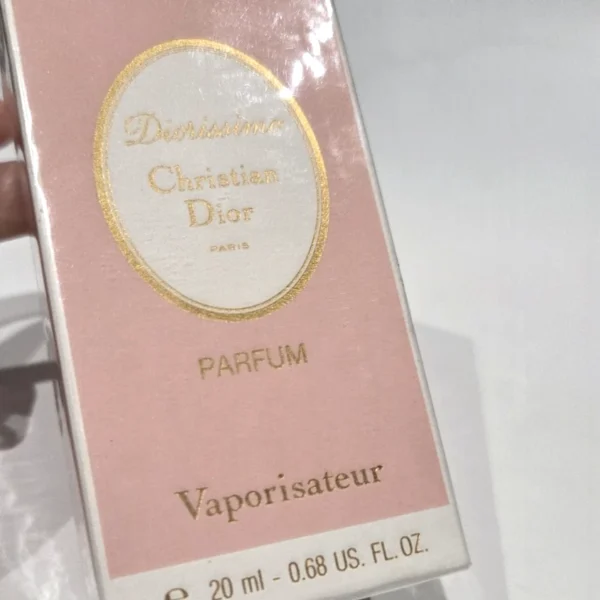 Diorissimo
Christian
Dior
PARIS
PARFUM
Vaporisateur
e 20 ml - 0.68 US. FL. OZ.